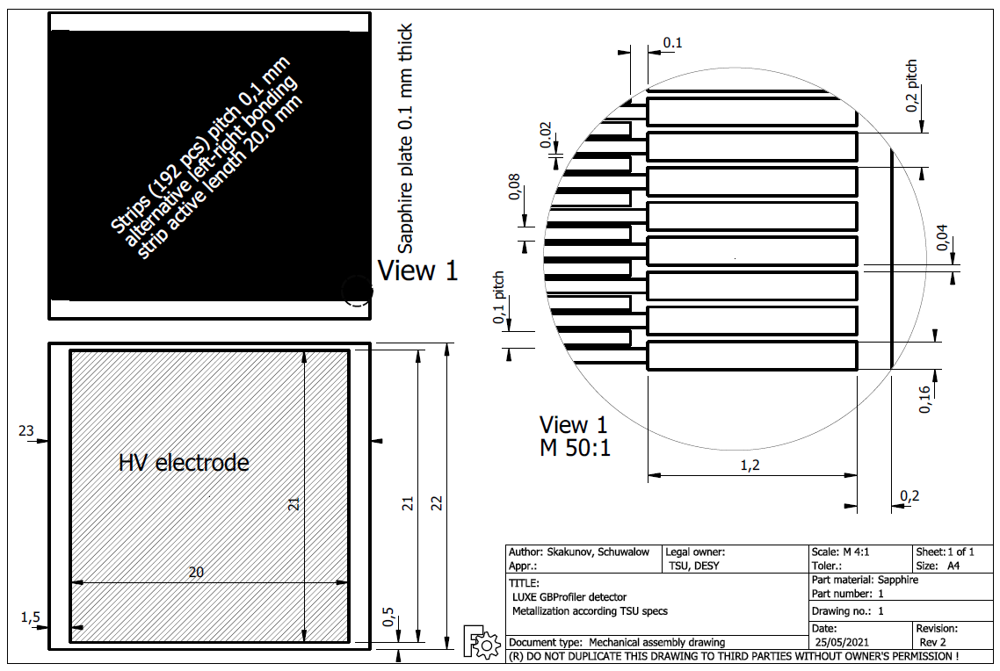 Strips (192 pcs) pitch 0,1 mm
alternative left-right bonding
strip active length 20,0 mm
Sapphire plate 0.1 mm thick
View 1
0.1
0,2 pitch
0.02
0,08
0,04
0,1 pitch
0,16
View 1
M 50:1
1,2
0,2
23
HV electrode
21
21
22
20
1,5
0,5
Author: Skakunov, Schuwalow
Appr.:
Legal owner:
TSU, DESY
Scale: M 4:1
Toler.:
Sheet: 1 of 1
Size: A4
TITLE:
LUXE GBProfiler detector
Metallization according TSU specs
Part material: Sapphire
Part number: 1
Drawing no.: 1
Document type: Mechanical assembly drawing
Date:
25/05/2021
Revision:
Rev 2
(R) DO NOT DUPLICATE THIS DRAWING TO THIRD PARTIES WITHOUT OWNER'S PERMISSION !